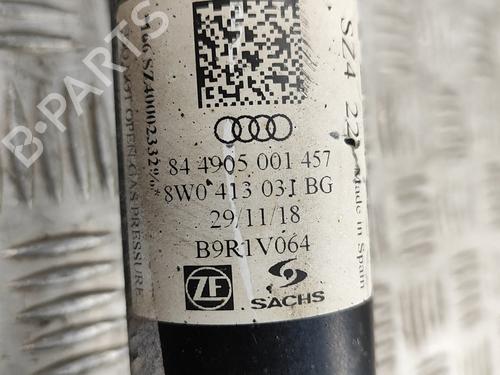 84 4905 001 457
*8W0 413 031 BG
29/11/18
B9R1V064
ZF
SACHS
SZ4 22
Made in Spain
OPEN GAS PRESSURE
B-PARTS